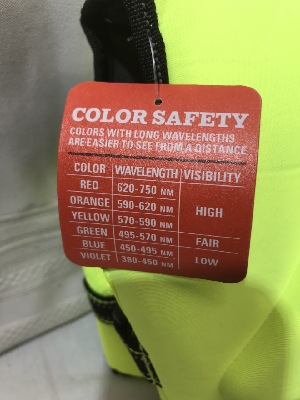 COLOR SAFETY
COLORS WITH LONG WAVELENGTHS
ARE EASIER TO SEE FROM A DISTANCE
COLOR WAVELENGTH VISIBILITY
RED 620-750 NM
ORANGE 590-620 NM HIGH
YELLOW 570-590 NM
GREEN 495-570 NM FAIR
BLUE 450-495 NM LOW
VIOLET 380-450 NM